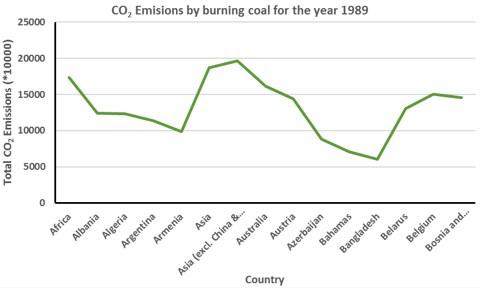 CO₂ Emisions by burning coal for the year 1989
Total CO₂ Emissions (*10000)
25000
20000
15000
10000
5000
0
Africa
Albania
Algeria
Argentina
Armenia
Asia
Asia (excl. China &...
Australia
Austria
Azerbaijan
Bahamas
Bangladesh
Belarus
Belgium
Bosnia and...
Country